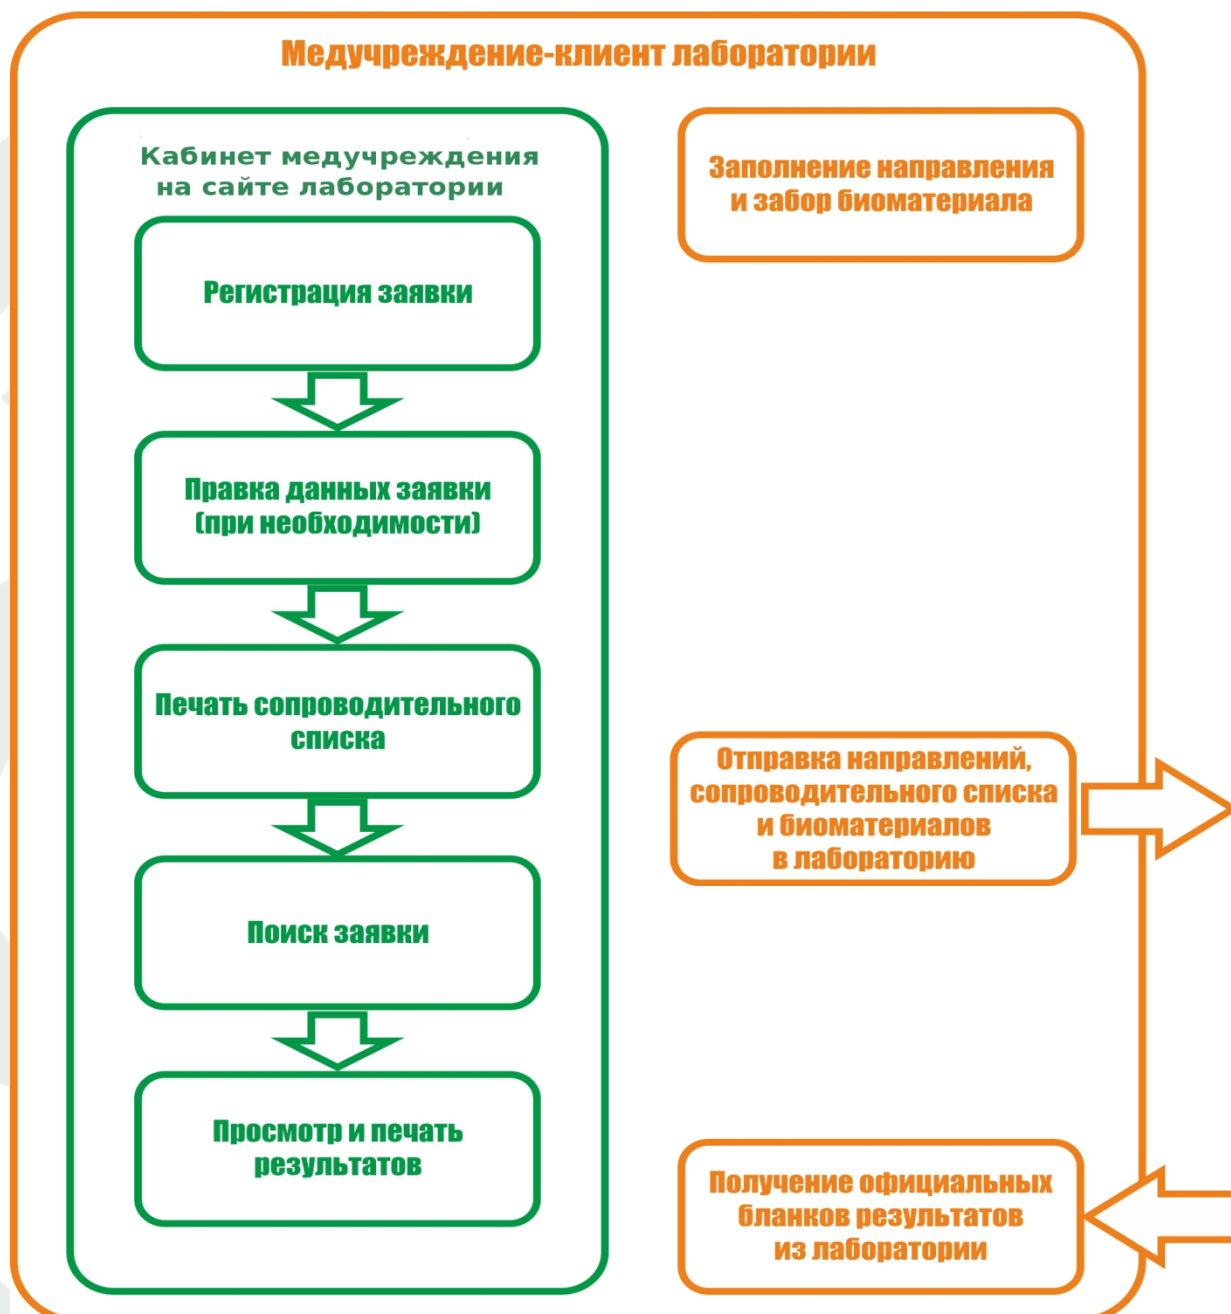 Медучреждение-клиент лаборатории
Кабинет медучреждения
на сайте лаборатории
Регистрация заявки
Правка данных заявки
(при необходимости)
Печать сопроводительного
списка
Поиск заявки
Просмотр и печать
результатов
Заполнение направления
и забор биоматериала
Отправка направлений,
сопроводительного списка
и биоматериалов
в лабораторию
Получение официальных
бланков результатов
из лаборатории